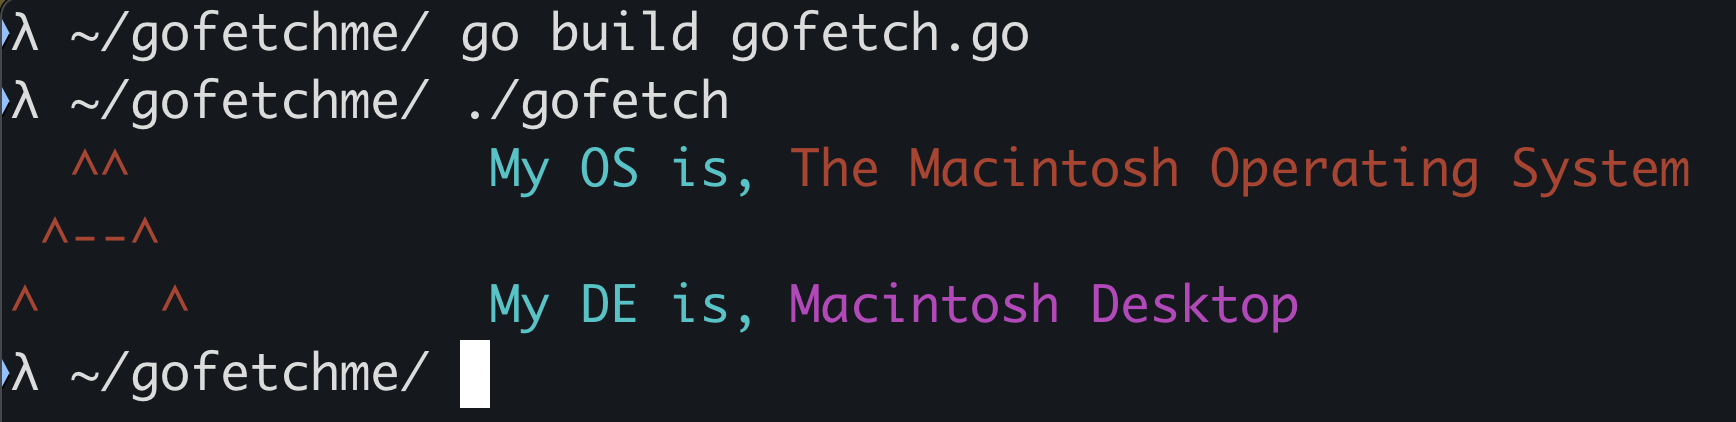 λ ~/gofetchme/ go build gofetch.go
λ ~/gofetchme/ ./gofetch
  ^^            My OS is, The Macintosh Operating System
 ^--^
^    ^          My DE is, Macintosh Desktop
λ ~/gofetchme/